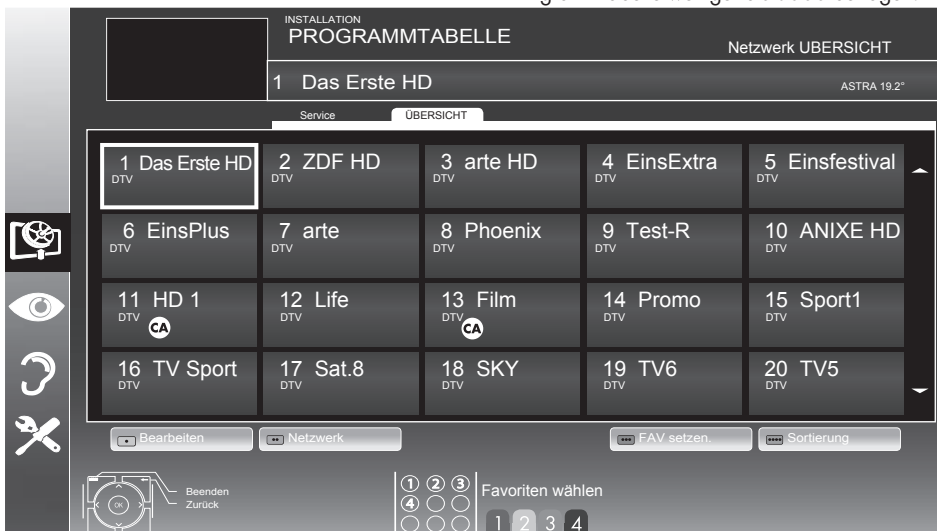 INSTALLATION
PROGRAMMTABELLE
Netzwerk UBERSICHT
1 Das Erste HD
ASTRA 19.2°
Service ÜBERSICHT
1 Das Erste HD
DTV
2 ZDF HD
DTV
3 arte HD
DTV
4 EinsExtra
DTV
5 Einsfestival
DTV
6 EinsPlus
DTV
7 arte
DTV
8 Phoenix
DTV
9 Test-R
DTV
10 ANIXE HD
DTV
11 HD 1
DTV
CA
12 Life
DTV
13 Film
DTV
CA
14 Promo
DTV
15 Sport1
DTV
16 TV Sport
DTV
17 Sat.8
DTV
18 SKY
DTV
19 TV6
DTV
20 TV5
DTV
Bearbeiten
Netzwerk
FAV setzen.
Sortierung
OK
Beenden
Zurück
1 2 3
4
Favoriten wählen
1 2 3 4